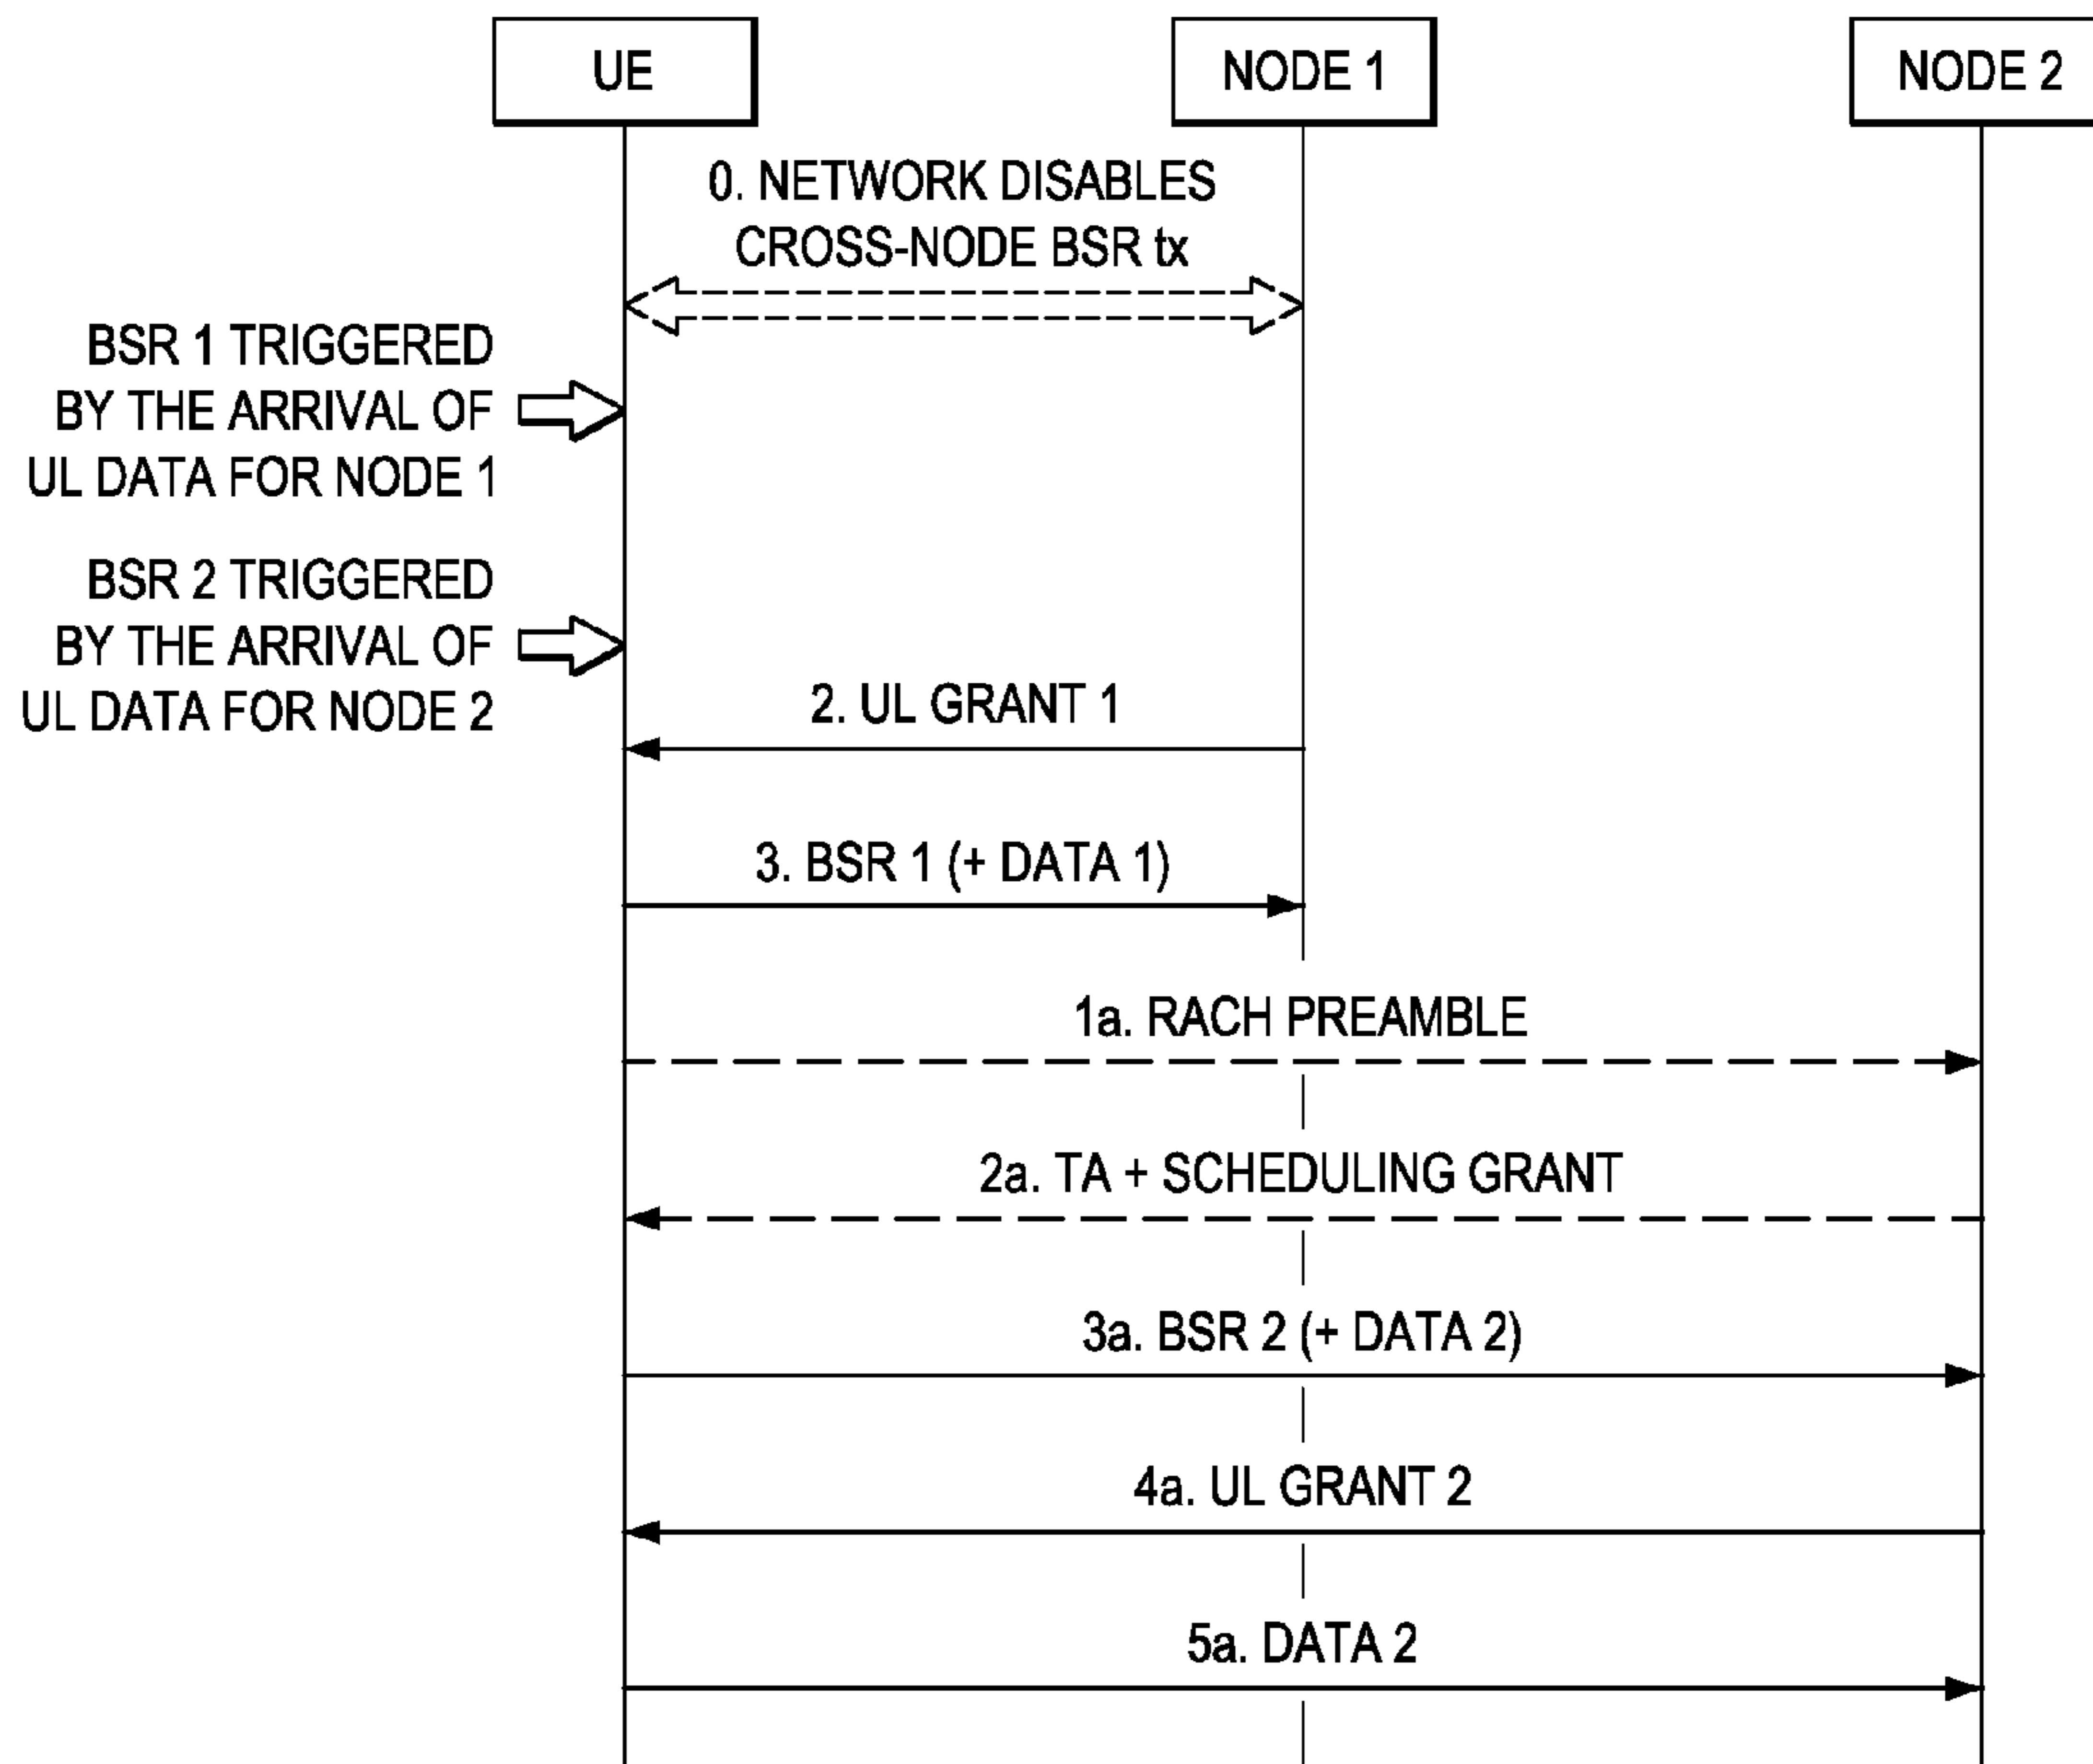 UE
NODE 1
NODE 2
0. NETWORK DISABLES
CROSS-NODE BSR tx
BSR 1 TRIGGERED
BY THE ARRIVAL OF
UL DATA FOR NODE 1
BSR 2 TRIGGERED
BY THE ARRIVAL OF
UL DATA FOR NODE 2
2. UL GRANT 1
3. BSR 1 (+ DATA 1)
1a. RACH PREAMBLE
2a. TA + SCHEDULING GRANT
3a. BSR 2 (+ DATA 2)
4a. UL GRANT 2
5a. DATA 2